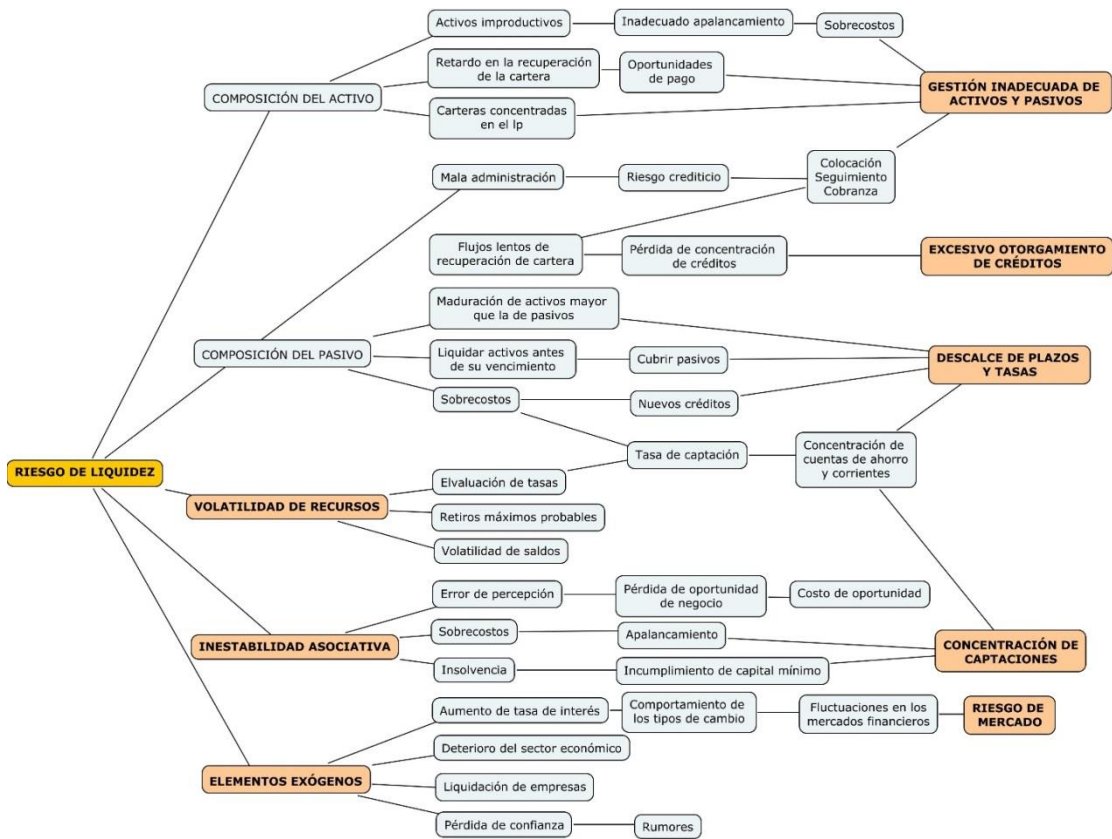 Activos improductivos
Inadecuado apalancamiento
Sobrecostos
Retardo en la recuperación
de la cartera
Oportunidades
de pago
COMPOSICIÓN DEL ACTIVO
GESTIÓN INADECUADA DE
ACTIVOS Y PASIVOS
Carteras concentradas
en el lp
Mala administración
Riesgo crediticio
Colocación
Seguimiento
Cobranza
Flujos lentos de
recuperación de cartera
Pérdida de concentración
de créditos
EXCESIVO OTORGAMIENTO
DE CRÉDITOS
Maduración de activos mayor
que la de pasivos
COMPOSICIÓN DEL PASIVO
Liquidar activos antes
de su vencimiento
Cubrir pasivos
DESCALCE DE PLAZOS
Y TASAS
Sobrecostos
Nuevos créditos
Tasa de captación
Concentración de
cuentas de ahorro
y corrientes
RIESGO DE LIQUIDEZ
Elvaluación de tasas
VOLATILIDAD DE RECURSOS
Retiros máximos probables
Volatilidad de saldos
Error de percepción
Pérdida de oportunidad
de negocio
Costo de oportunidad
INESTABILIDAD ASOCIATIVA
Sobrecostos
Apalancamiento
CONCENTRACIÓN DE
CAPTACIONES
Insolvencia
Incumplimiento de capital mínimo
Aumento de tasa de interés
Comportamiento de
los tipos de cambio
Fluctuaciones en los
mercados financieros
RIESGO DE
MERCADO
Deterioro del sector económico
ELEMENTOS EXÓGENOS
Liquidación de empresas
Pérdida de confianza
Rumores